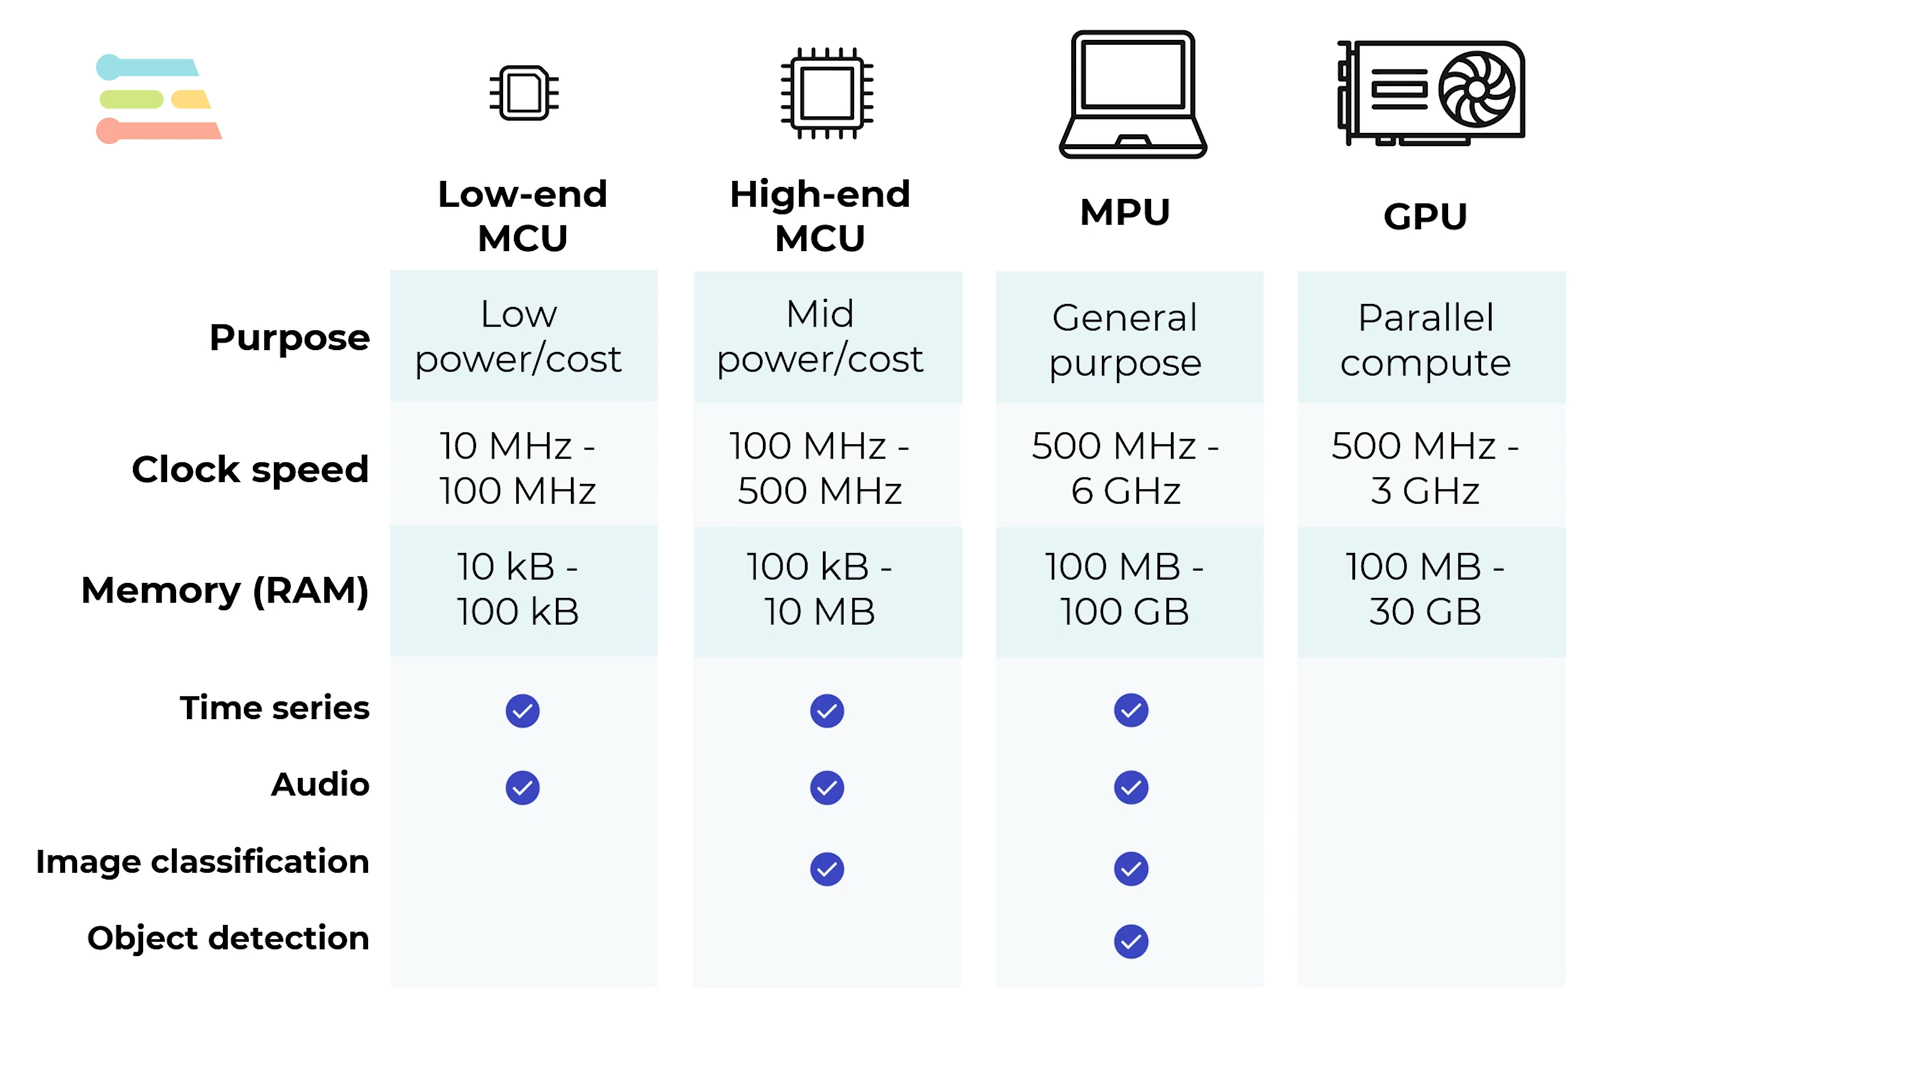 Low-end
MCU
High-end
MCU
MPU
GPU
Purpose
Low
power/cost
Mid
power/cost
General
purpose
Parallel
compute
Clock speed
10 MHz -
100 MHz
100 MHz -
500 MHz
500 MHz -
6 GHz
500 MHz -
3 GHz
Memory (RAM)
10 kB -
100 kB
100 kB -
10 MB
100 MB -
100 GB
100 MB -
30 GB
Time series
Audio
Image classification
Object detection